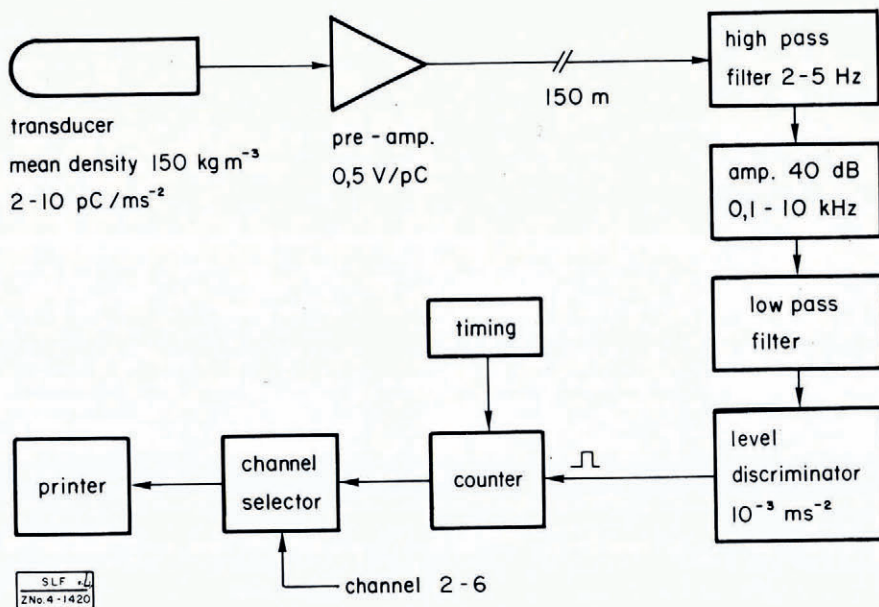 transducer
mean density 150 kg m⁻³
2-10 pC/ms⁻²
pre-amp.
0,5 V/pC
150 m
high pass
filter 2-5 Hz
amp. 40 dB
0,1 - 10 kHz
low pass
filter
level
discriminator
10⁻³ ms⁻²
timing
counter
channel
selector
printer
channel 2-6
SLF
ZNo. 4-1420